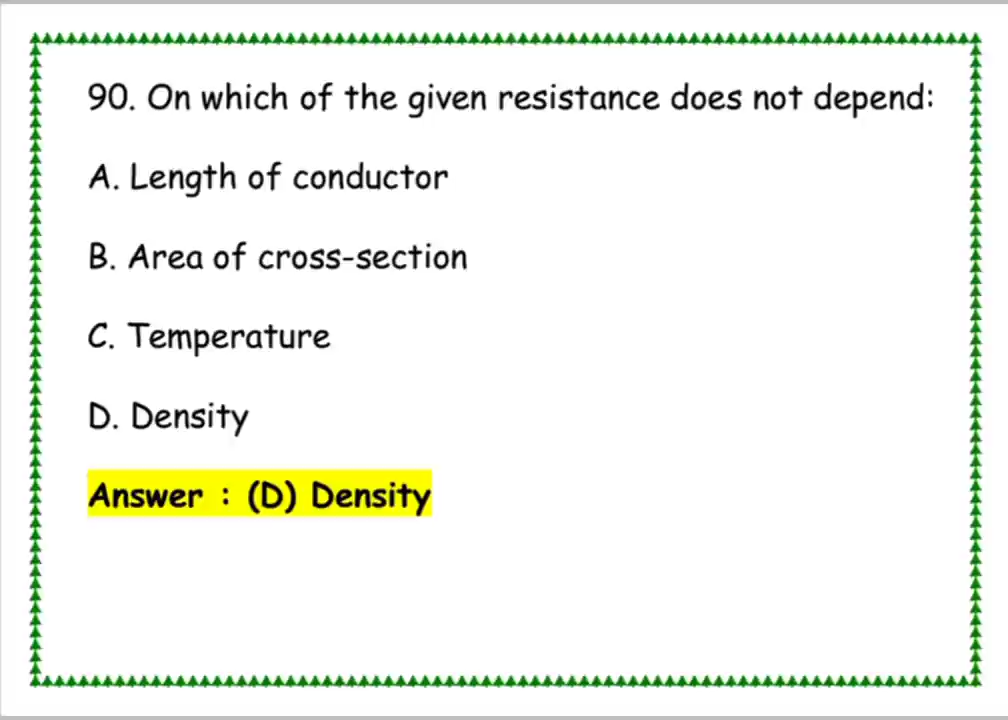 90. On which of the given resistance does not depend:
A. Length of conductor
B. Area of cross-section
C. Temperature
D. Density
Answer : (D) Density